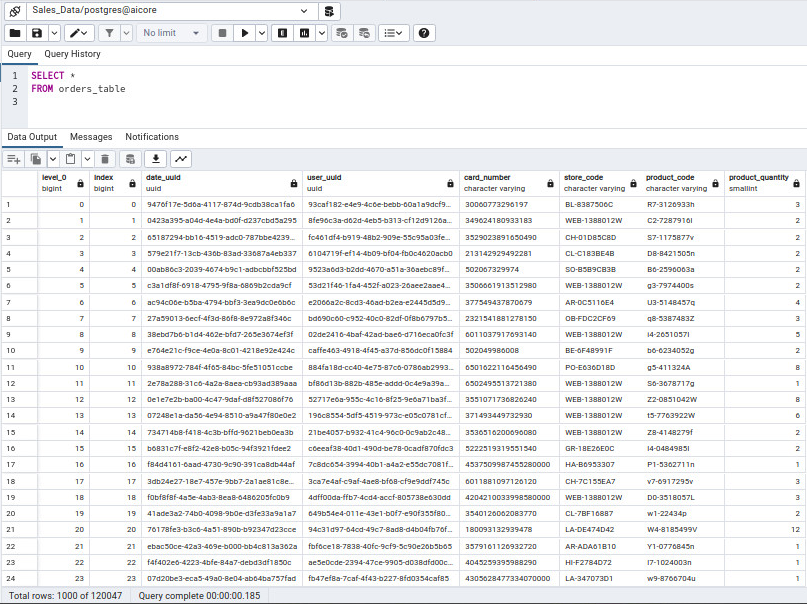 Sales_Data/postgres@aicore
No limit
Query Query History
1 SELECT *
2 FROM orders_table
3
Data Output Messages Notifications
level_0 index date_uuid user_uuid card_number store_code product_code product_quantity
bigint bigint uuid uuid character varying character varying character varying smallint
1 0 0 9476f17e-5d6a-4117-874d-9cdb38ca1fa6 93caf182-e4e9-4c6e-bebb-60a1a9dcf9... 30060773296197 BL-8387506C R7-3126933h 3
2 1 1 0423a395-a04d-4e4a-bd0f-d237cbd5a295 8fe96c3a-d62d-4eb5-b313-cf12d9126a... 349624180933183 WEB-1388012W C2-7287916l 2
3 2 2 65187294-bb16-4519-adc0-787bbe4239... fc461df4-b919-48b2-909e-55c95a03fe... 3529023891650490 CH-01D85C8D S7-1175877v 2
4 3 3 579e21f7-13cb-436b-83ad-33687a4eb337 6104719f-ef14-4b09-bf04-fb0c4620acb0 213142929492281 CL-C183BE4B D8-8421505n 2
5 4 4 00ab86c3-2039-4674-b9c1-adbcbbf525bd 9523a6d3-b2dd-4670-a51a-36aebc89f... 502067329974 SO-B5B9CB3B B6-2596063a 2
6 5 5 c3a1df8f-6918-4795-9f8a-6869b2cda9cf 53d21f46-1fa4-452f-a023-26aee2aae4... 3506661913512980 WEB-1388012W g3-7974400s 2
7 6 6 ac94c06e-b5ba-4794-bbf3-3ea9dc0e6b6c e2066a2c-8cd3-46ad-b2ea-e2445d5d9... 377549437870679 AR-0C5116E4 U3-5148457q 4
8 7 7 27a59013-6ecf-4f3d-86f8-8e972a8f346c bd690c60-c952-40c0-82df-0f8b6797b5... 2321541881278150 OB-FDC2CF69 q8-5387483Z 3
9 8 8 38ebd7b6-b1d4-462e-bfd7-265e3674ef3f 02de2416-4baf-42ad-bae6-d716eca0fc3f 6011037917693140 WEB-1388012W i4-2651057I 5
10 9 9 e764e21c-f9ce-4e0a-8c01-4218e92e424c caffe463-4918-4f45-a37d-856dc0f15884 502049986008 BE-6F48991F b6-6234052g 2
11 10 10 938a8972-784f-4f65-84bc-5fe51051ccbe 884fa18d-cc40-4e75-87c6-0786ab2993... 6501622116456490 PO-E636D18D g5-411324A 8
12 11 11 2e78a288-31c6-4a2a-8aea-cb93ad389aaa bf86d13b-882b-485e-addd-0c4e9a39a... 6502495513721380 WEB-1388012W S6-3678717g 1
13 12 12 0e1e7e2b-ba00-4c47-9daf-d8f527086f76 52717e6a-955c-4c16-8f25-9e6a71ba3f... 3551071736826240 WEB-1388012W Z2-0851042W 8
14 13 13 07248e1a-da56-4e94-8510-a9a47f80e0e2 196c8554-5df5-4519-973c-e05c0781cf... 371493449732930 WEB-1388012W t5-7763922W 6
15 14 14 734714b8-f418-4c3b-bffd-9621beb0ea3b 21be4057-b932-41c4-96c0-0c9ab2c48... 3536516200696080 WEB-1388012W Z8-4148279f 2
16 15 15 b6831c7f-e8f2-42e8-b05c-94f3921fdee2 c6eeaf38-40d1-490d-be78-0cadf870fdc3 5222519319551540 GR-18E26E0C I4-0484985l 2
17 16 16 f84d4161-6aad-4730-9c90-391ca8db44af 7c8dc654-3994-40b1-a4a2-e55dc7081f... 4537509987455280000 HA-B6953307 P1-5362711n 1
18 17 17 3db24e27-18e7-457e-9bb7-2a1ae81c8e... 3ca7e4af-c9af-4ae8-bf68-cf9e9ddf745c 6011881097126120 CH-7C155EA7 v7-6917295v 3
19 18 18 f0bf8f8f-4a5e-4ab3-8ea8-6486205fc0b9 4dff00da-ffb7-4cd4-accf-805738e630dd 4204210033998580000 WEB-1388012W D0-3518057L 3
20 19 19 41ade3a2-74b0-4098-9b0e-d3fe33a9a1a7 649b54e4-011e-43e1-b0f7-e90f355f80... 3540126062083770 CL-7BF16887 w1-22434p 2
21 20 20 76178fe3-b3c6-4a51-890b-b92347d23cce 94c31d97-64cd-49c7-8ad8-d4b04fb76f... 180093132939478 LA-DE474D42 W4-8185499V 12
22 21 21 ebac50ce-42a3-469e-b000-bb4c813a362a fbf6ce18-7838-40fc-9cf9-5c90e26b5b65 3579161126932720 AR-ADA61B10 Y1-0776845n 1
23 22 22 f4f402e6-4223-4bfe-84a7-debd3df1850c ae5e0cde-2394-47ce-9905-d038dfd00c... 4045259395988290 HI-F2784D72 I7-1024003n 1
24 23 23 07d20be3-eca5-49a0-8e04-ab64ba757fad fb47ef8a-7caf-4f43-b227-8fd0354caf85 4305628477334070000 LA-347073D1 w9-8766704u 1
Total rows: 1000 of 120047 Query complete 00:00:00.185